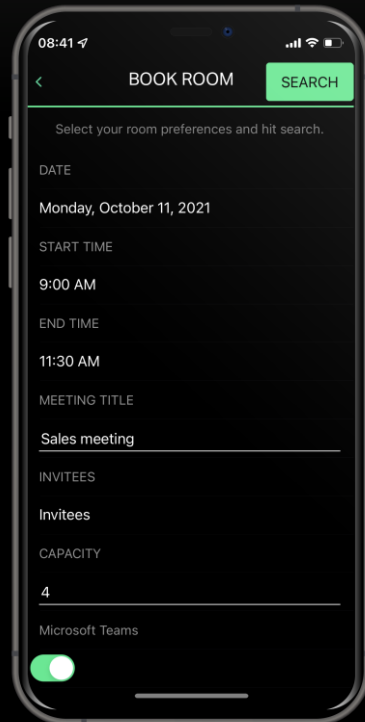 08:41
BOOK ROOM
SEARCH
Select your room preferences and hit search.
DATE
Monday, October 11, 2021
START TIME
9:00 AM
END TIME
11:30 AM
MEETING TITLE
Sales meeting
INVITEES
Invitees
CAPACITY
4
Microsoft Teams